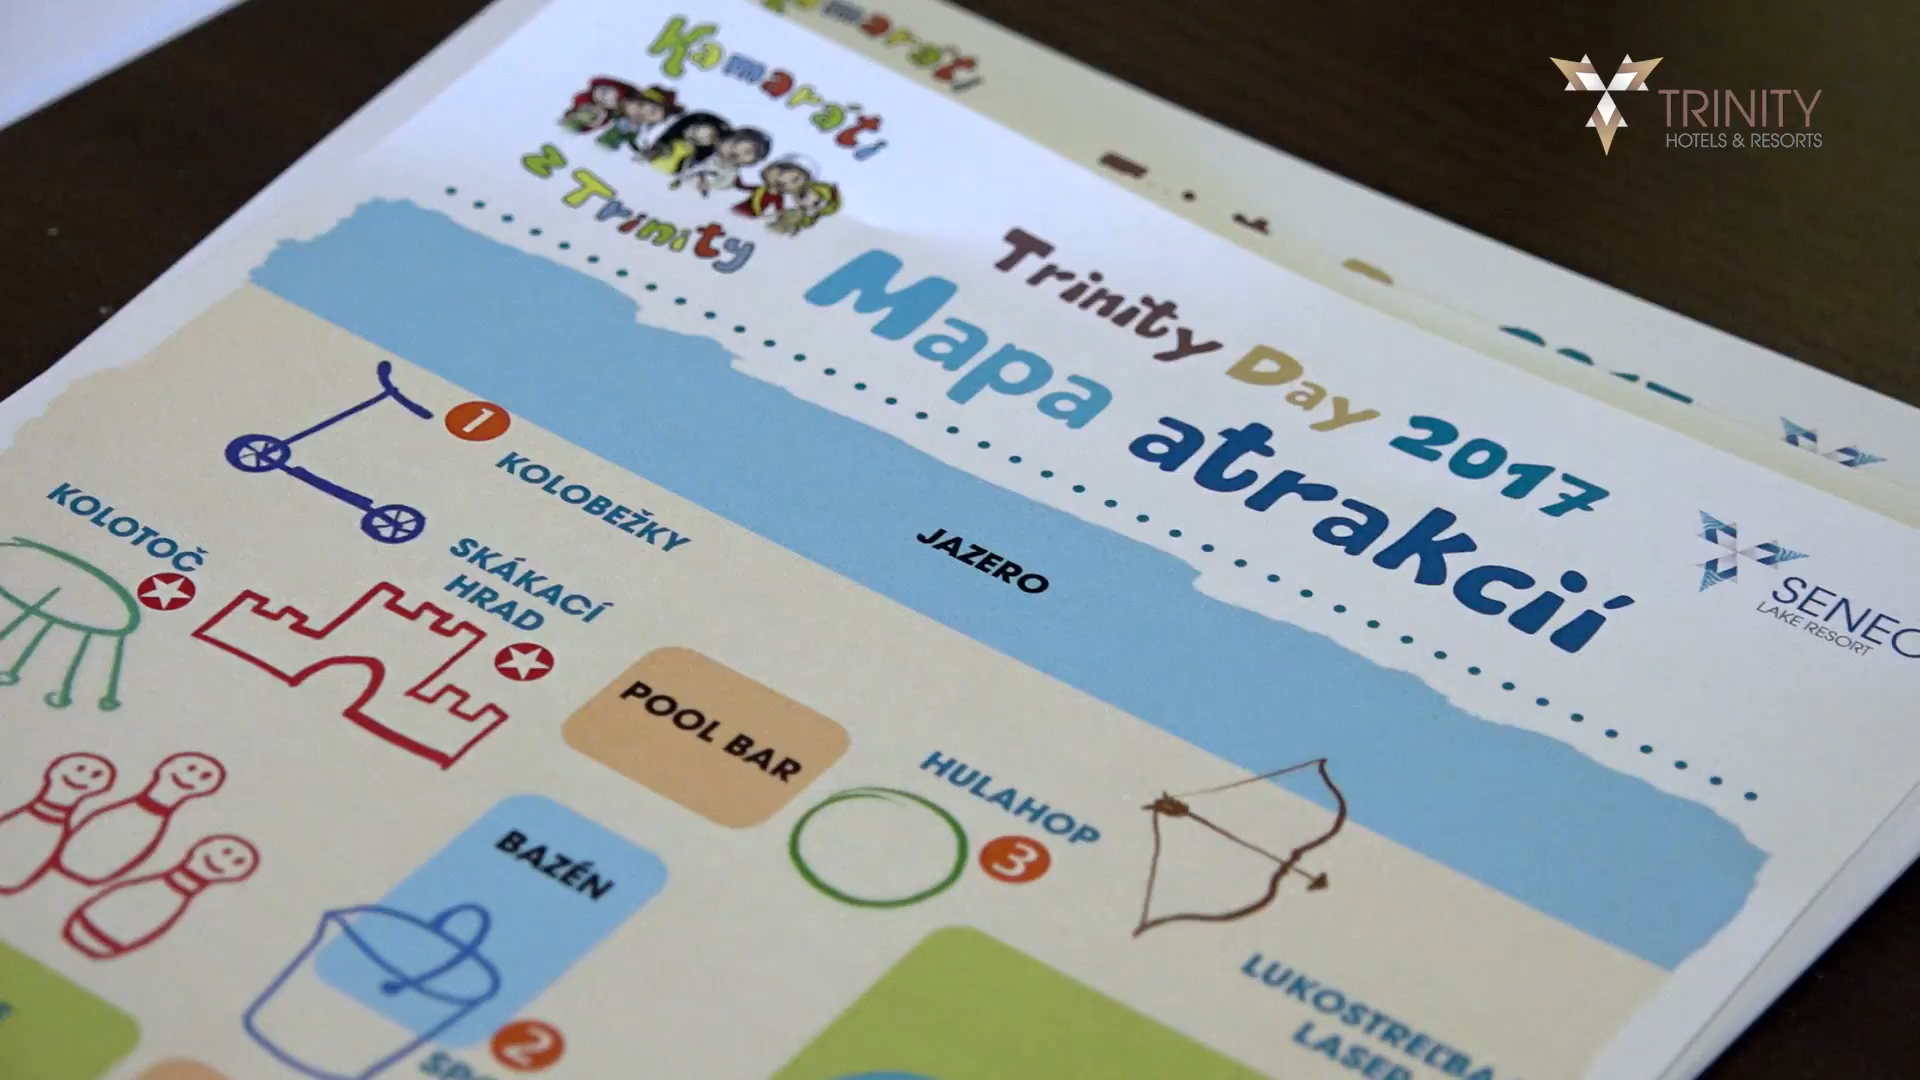 TRINITY
HOTELS & RESORTS
Kamaráti
Kamaráti
z Trinity
Trinity Day 2017
Mapa atrakcií
SENEC
LAKE RESORT
1
KOLOBEŽKY
JAZERO
KOLOTOČ
SKÁKACÍ
HRAD
POOL BAR
HULAHOP
3
BAZÉN
2
LUKOSTREĽBA
LASER